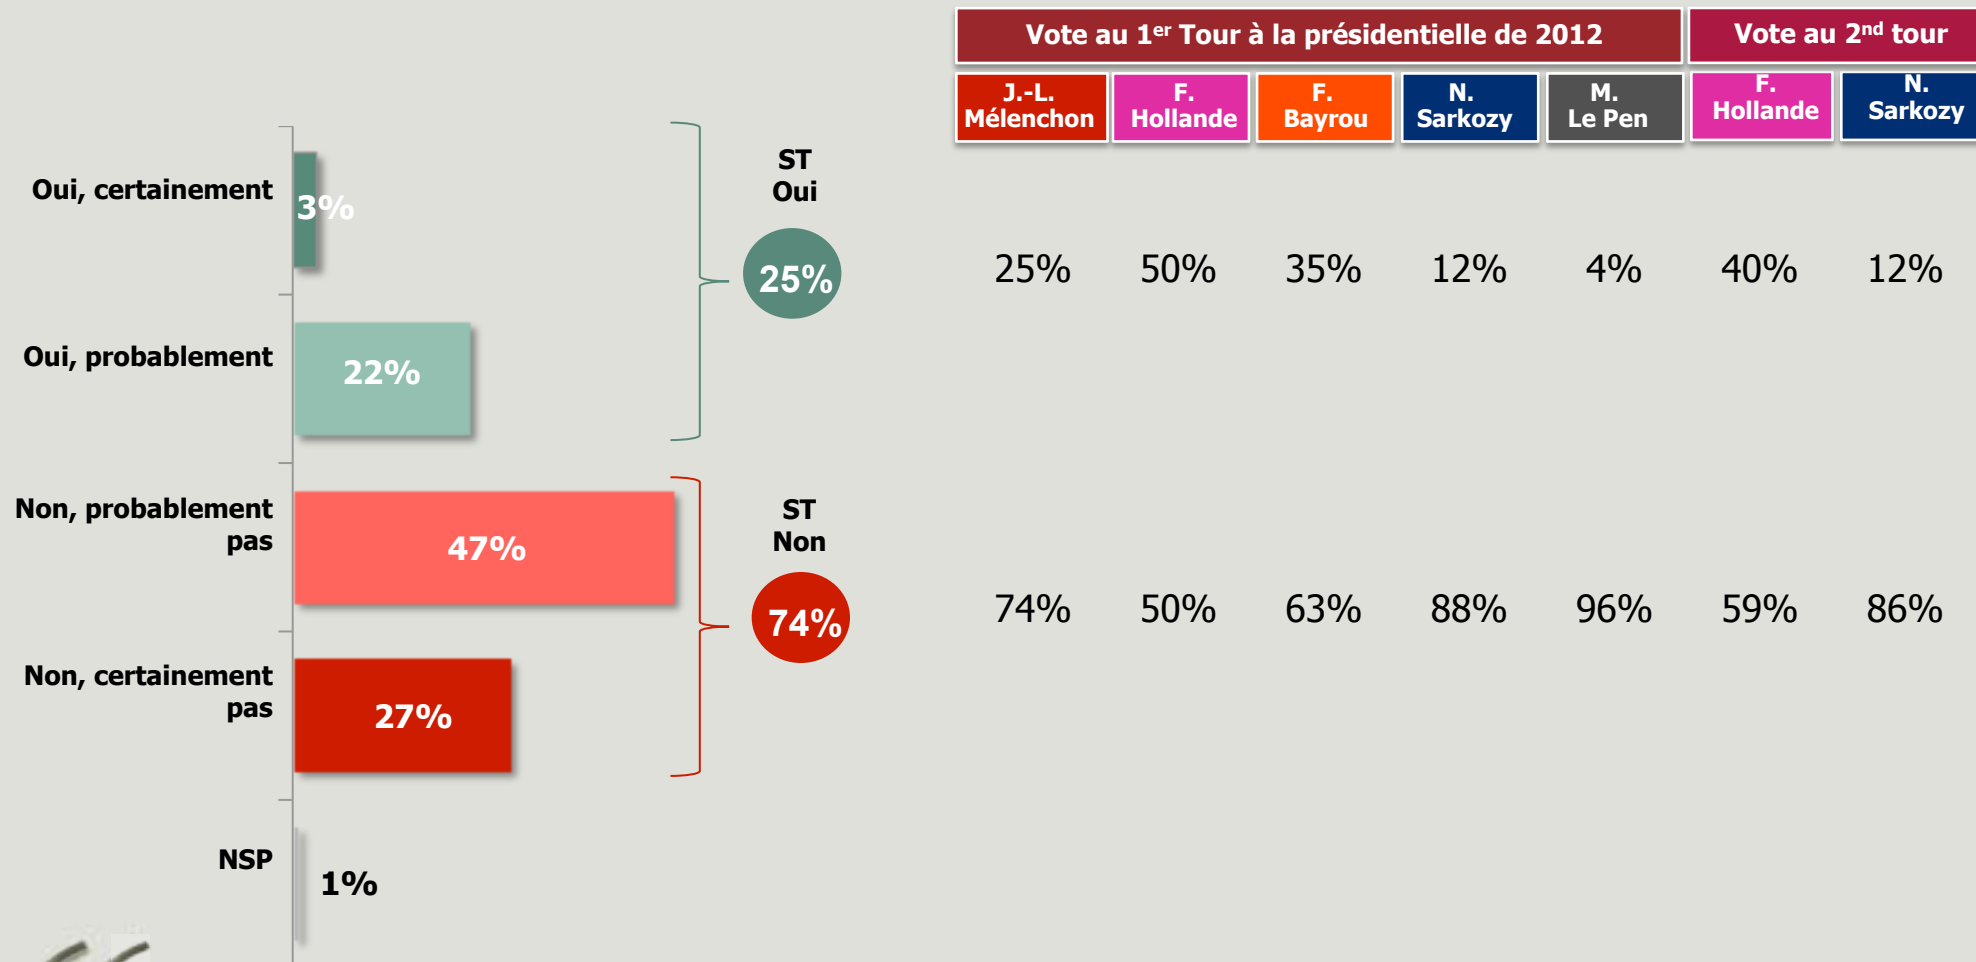 Vote au 1er Tour à la présidentielle de 2012
Vote au 2nd tour
J.-L.
Mélenchon
F.
Hollande
F.
Bayrou
N.
Sarkozy
M.
Le Pen
F.
Hollande
N.
Sarkozy
Oui, certainement
3%
Oui, probablement
22%
ST
Oui
25%
25% 50% 35% 12% 4% 40% 12%
Non, probablement
pas
47%
Non, certainement
pas
27%
ST
Non
74%
74% 50% 63% 88% 96% 59% 86%
NSP
1%